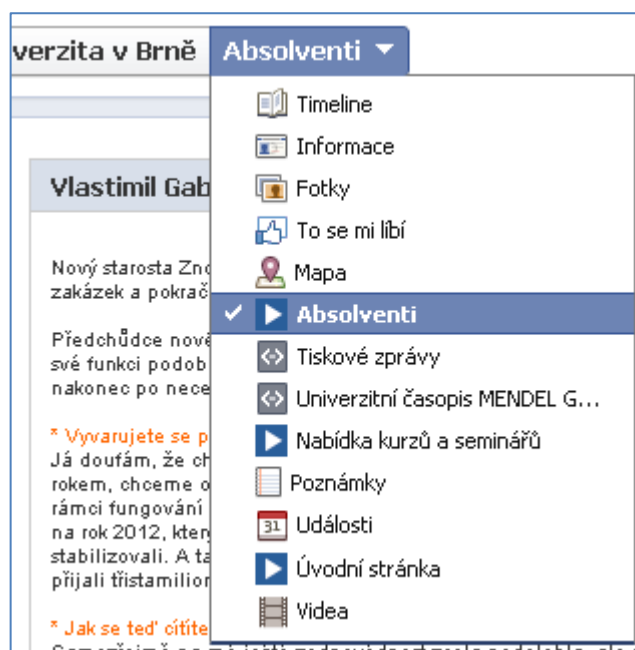 verzita v Brně Absolventi
Timeline
Informace
Fotky
To se mi líbí
Mapa
Absolventi
Tiskové zprávy
Univerzitní časopis MENDEL G...
Nabídka kurzů a seminářů
Poznámky
31 Události
Úvodní stránka
Videa
Vlastimil Gab
Nový starosta Zno
zakázek a pokrač
Předchůdce nové
své funkci podob
nakonec po nece
* Vyvarujete se p
Já doufám, že ch
rokem, chceme o
rámci fungování
na rok 2012, kter
stabilizovali. A ta
přijali třistamilion
* Jak se teď cítíte